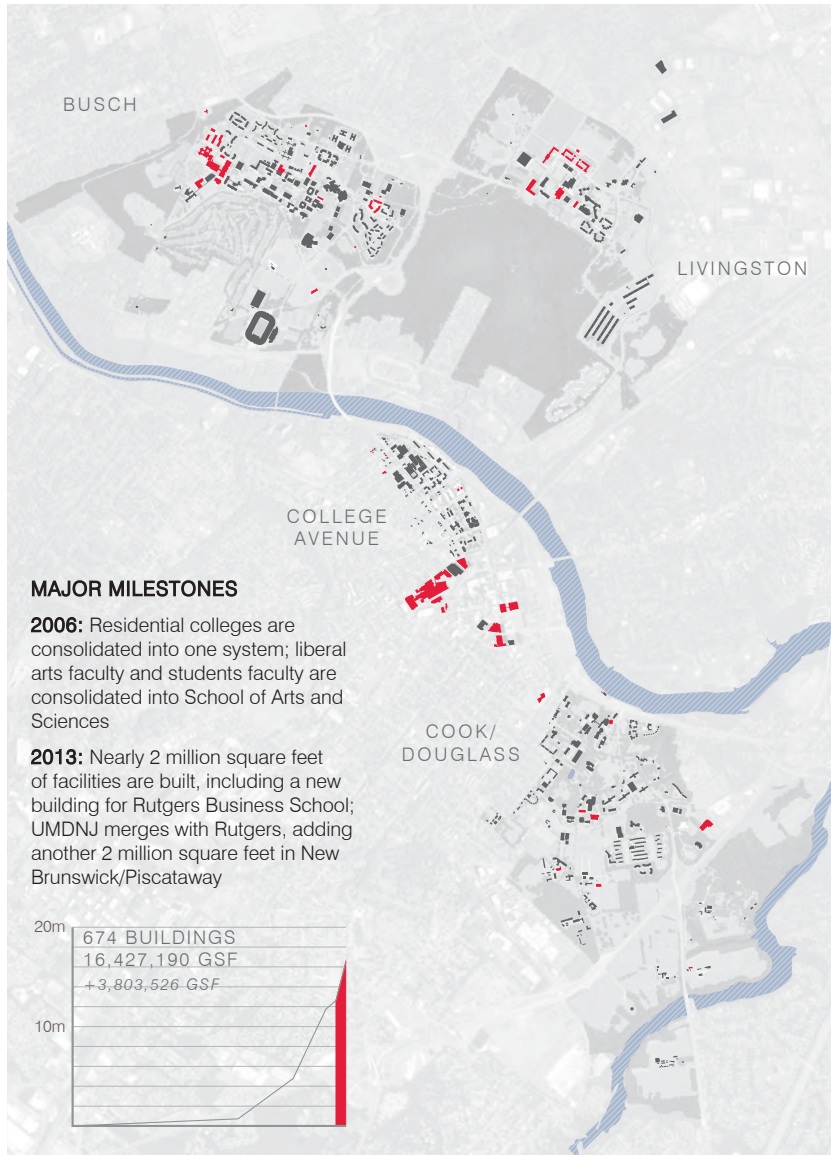 BUSCH
LIVINGSTON
COLLEGE
AVENUE
MAJOR MILESTONES
2006: Residential colleges are
consolidated into one system; liberal
arts faculty and students faculty are
consolidated into School of Arts and
Sciences
2013: Nearly 2 million square feet
of facilities are built, including a new
building for Rutgers Business School;
UMDNJ merges with Rutgers, adding
another 2 million square feet in New
Brunswick/Piscataway
COOK/
DOUGLASS
20m
674 BUILDINGS
16,427,190 GSF
+3,803,526 GSF
10m